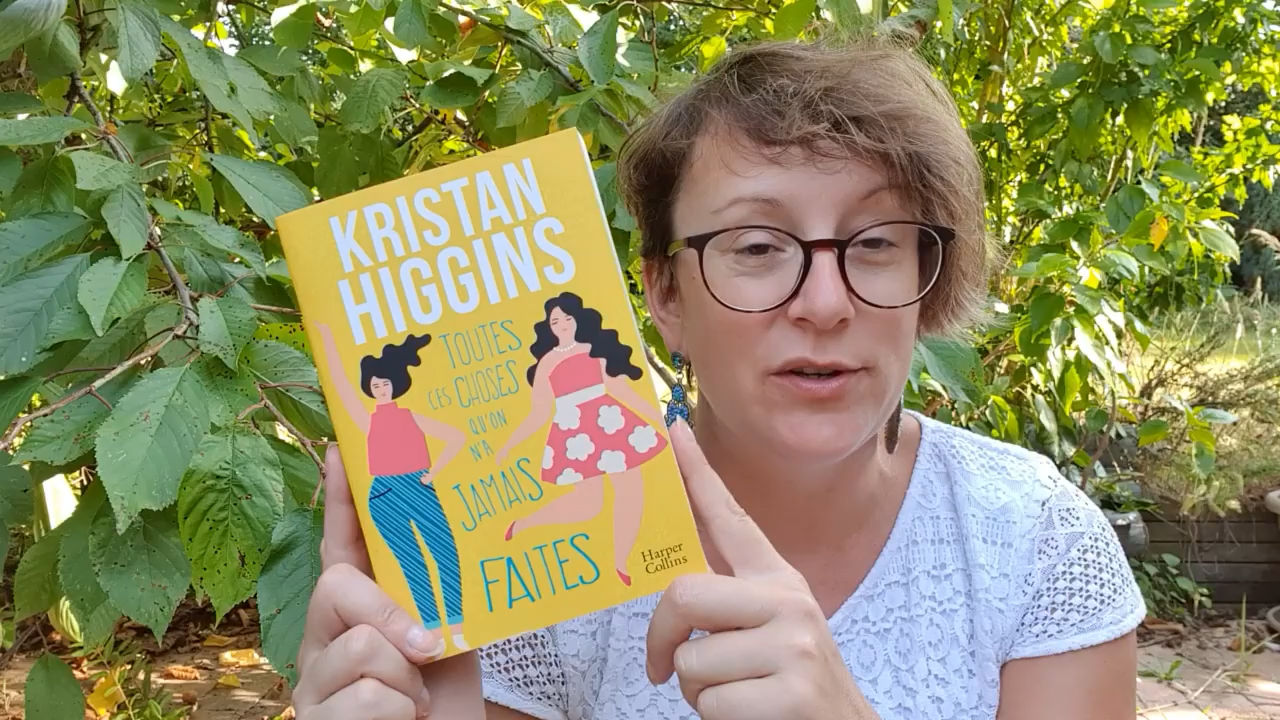 KRISTAN
HIGGINS
TOUTES
CES CHOSES
QU'ON
N'A
JAMAIS
FAITES
Harper
Collins